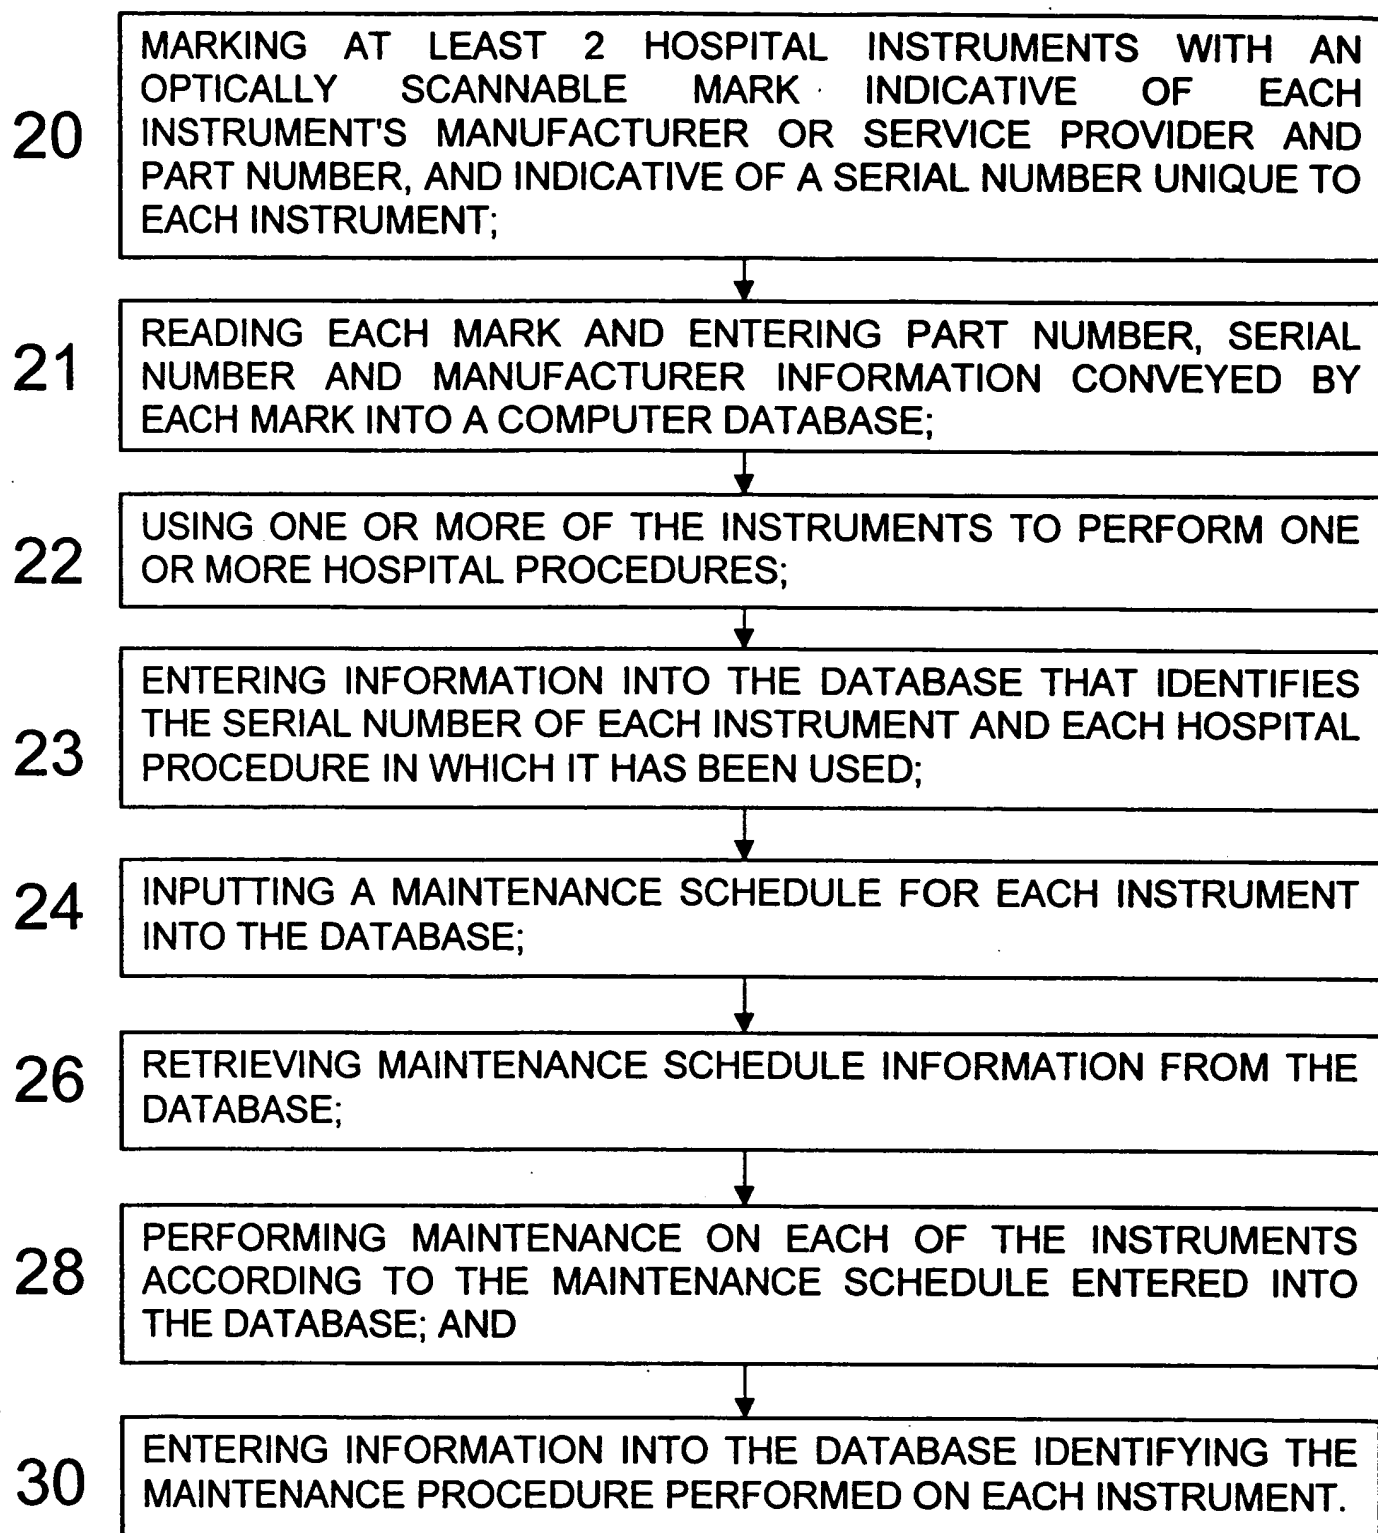 MARKING AT LEAST 2 HOSPITAL INSTRUMENTS WITH AN
OPTICALLY SCANNABLE MARK INDICATIVE OF EACH
20
INSTRUMENT'S MANUFACTURER OR SERVICE PROVIDER AND
PART NUMBER, AND INDICATIVE OF A SERIAL NUMBER UNIQUE TO
EACH INSTRUMENT;
READING EACH MARK AND ENTERING PART NUMBER, SERIAL
21
NUMBER AND MANUFACTURER INFORMATION CONVEYED BY
EACH MARK INTO A COMPUTER DATABASE;
22
USING ONE OR MORE OF THE INSTRUMENTS TO PERFORM ONE
OR MORE HOSPITAL PROCEDURES;
ENTERING INFORMATION INTO THE DATABASE THAT IDENTIFIES
THE SERIAL NUMBER OF EACH INSTRUMENT AND EACH HOSPITAL
23
PROCEDURE IN WHICH IT HAS BEEN USED;
24
INPUTTING A MAINTENANCE SCHEDULE FOR EACH INSTRUMENT
INTO THE DATABASE;
26
RETRIEVING MAINTENANCE SCHEDULE INFORMATION FROM THE
DATABASE;
PERFORMING MAINTENANCE ON EACH OF THE INSTRUMENTS
28
ACCORDING TO THE MAINTENANCE SCHEDULE ENTERED INTO
THE DATABASE; AND
30
ENTERING INFORMATION INTO THE DATABASE IDENTIFYING THE
MAINTENANCE PROCEDURE PERFORMED ON EACH INSTRUMENT.